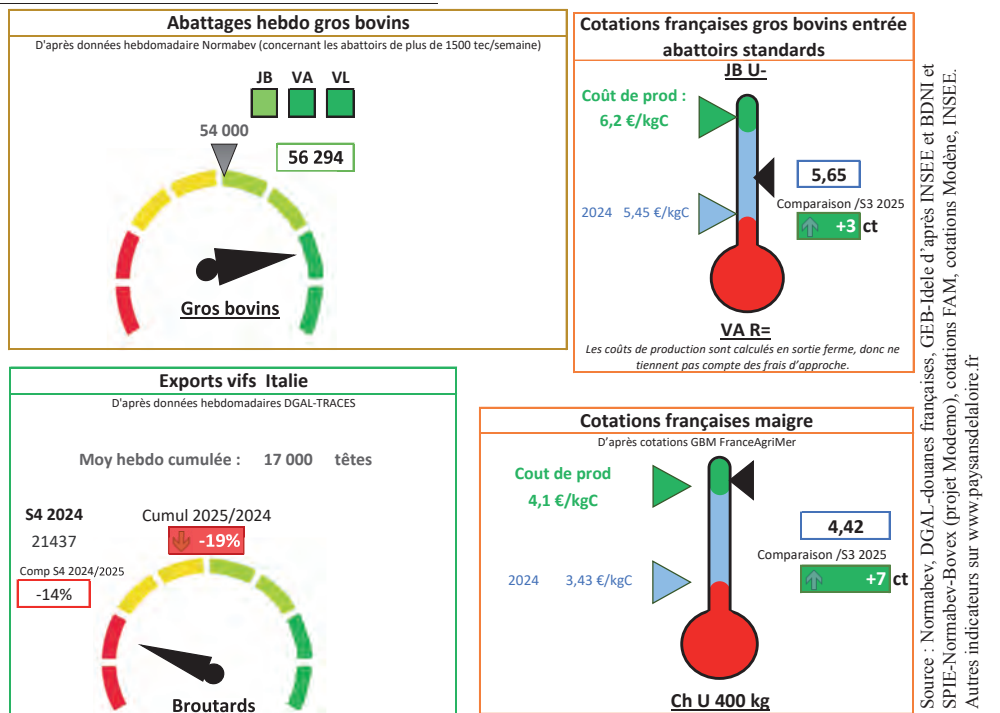 Abattages hebdo gros bovins
D'après données hebdomadaire Normabev (concernant les abattoirs de plus de 1500 tec/semaine)
JB VA VL
54 000
56 294
Gros bovins
Cotations françaises gros bovins entrée
abattoirs standards
JB U-
Coût de prod :
6,2 €/kgC
5,65
Comparaison /S3 2025
2024 5,45 €/kgC
+3 ct
VA R=
Les coûts de production sont calculés en sortie ferme, donc ne
tiennent pas compte des frais d'approche.
Exports vifs Italie
D'après données hebdomadaires DGAL-TRACES
Moy hebdo cumulée : 17 000 têtes
S4 2024
21437
Cumul 2025/2024
-19%
Comp S4 2024/2025
-14%
Broutards
Cotations françaises maigre
D'après cotations GBM FranceAgriMer
Cout de prod
4,1 €/kgC
4,42
Comparaison /S3 2025
2024 3,43 €/kgC
+7 ct
Ch U 400 kg
Source : Normabev, DGAL-douanes françaises, GEB-Idele d'après INSEE et BDNI et
SPIE-Normabev-Bovex (projet Modemo), cotations FAM, cotations Modène, INSEE.
Autres indicateurs sur www.paysansdelaloire.fr